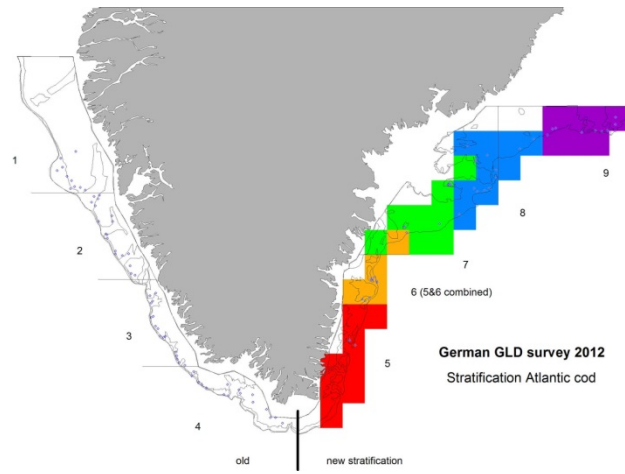 1
9
8
2
7
6 (5&6 combined)
3
5
German GLD survey 2012
Stratification Atlantic cod
4
old
new stratification